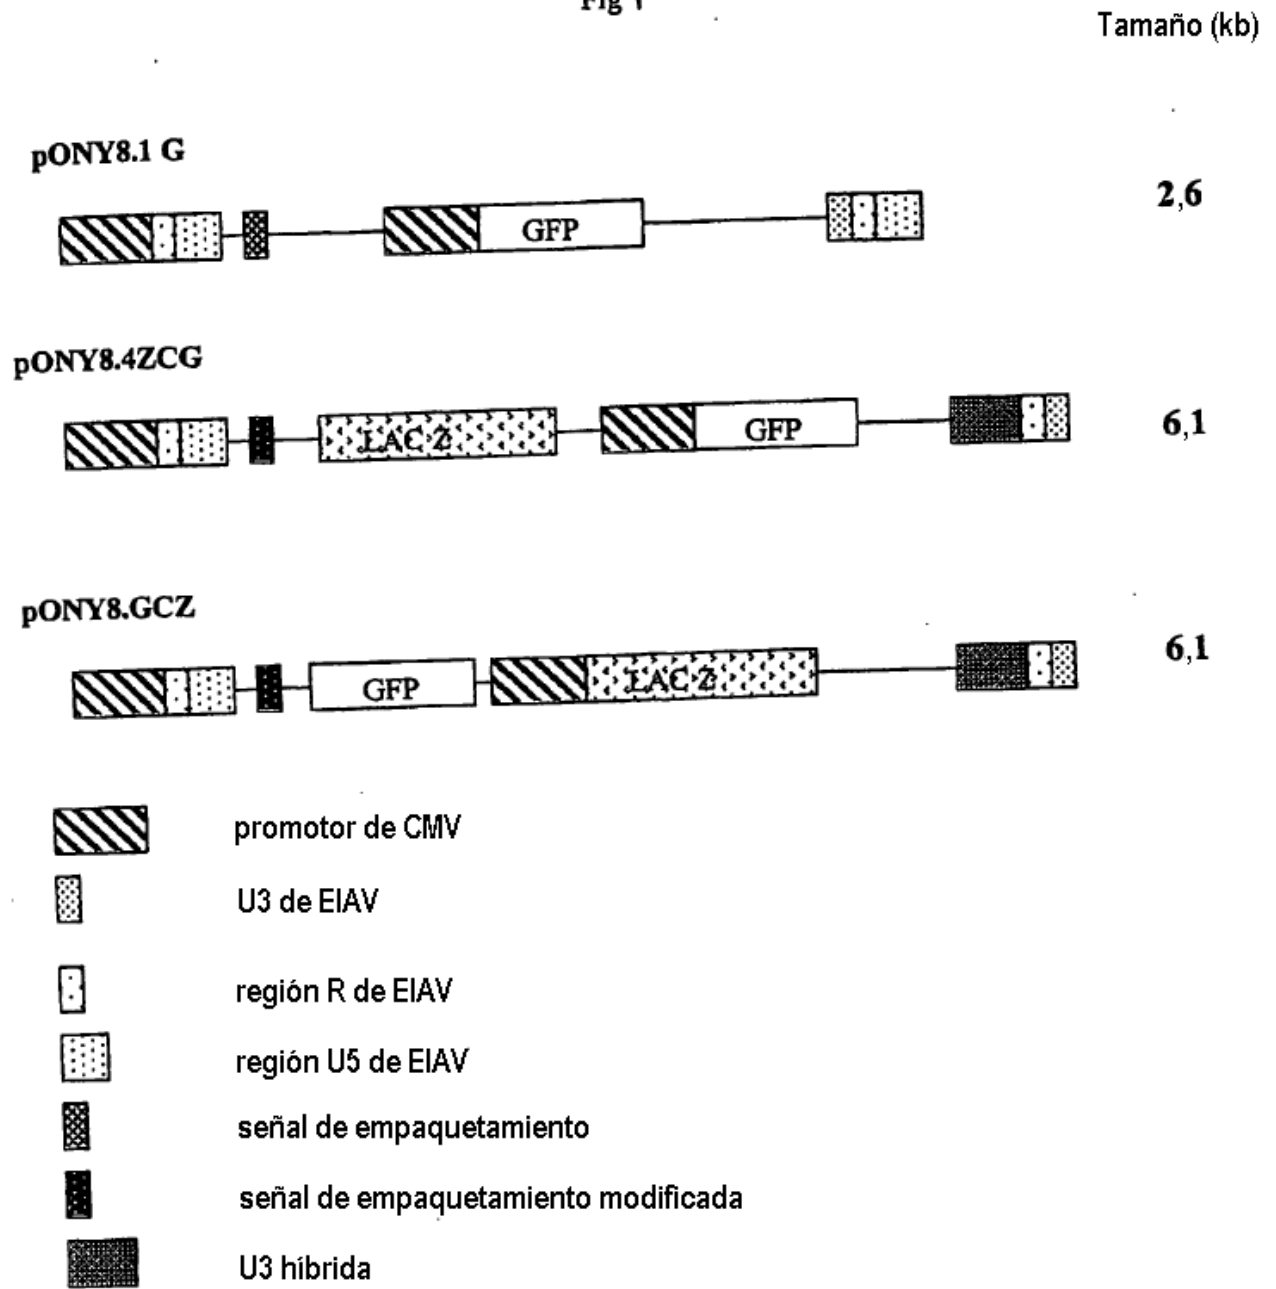 Fig
Tamaño (kb)
pONY8.1 G
2,6
GFP
pONY8.4ZCG
6,1
LAC Z
GFP
pONY8.GCZ
6,1
GFP
LAC Z
promotor de CMV
U3 de EIAV
región R de EIAV
región U5 de EIAV
señal de empaquetamiento
señal de empaquetamiento modificada
U3 híbrida